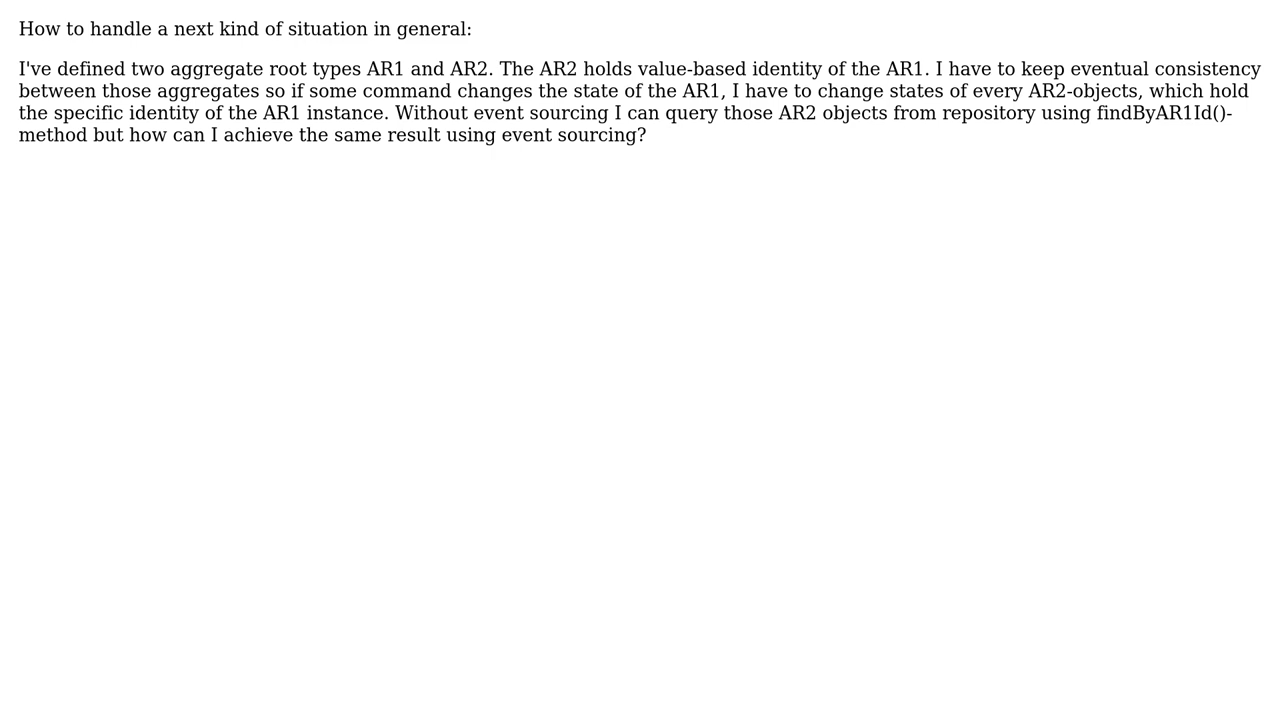 How to handle a next kind of situation in general:
I've defined two aggregate root types AR1 and AR2. The AR2 holds value-based identity of the AR1. I have to keep eventual consistency
between those aggregates so if some command changes the state of the AR1, I have to change states of every AR2-objects, which hold
the specific identity of the AR1 instance. Without event sourcing I can query those AR2 objects from repository using findByAR1Id()-
method but how can I achieve the same result using event sourcing?